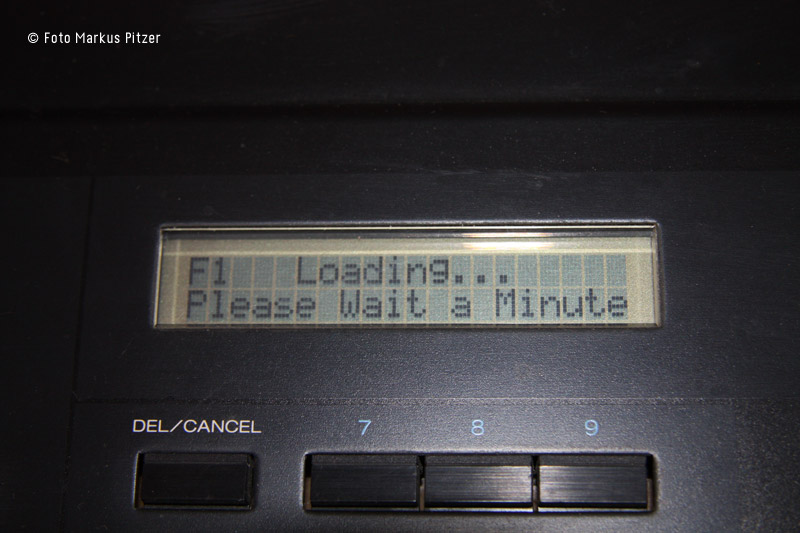 © Foto Markus Pitzer
F1 Loading...
Please Wait a Minute
DEL/CANCEL 7 8 9